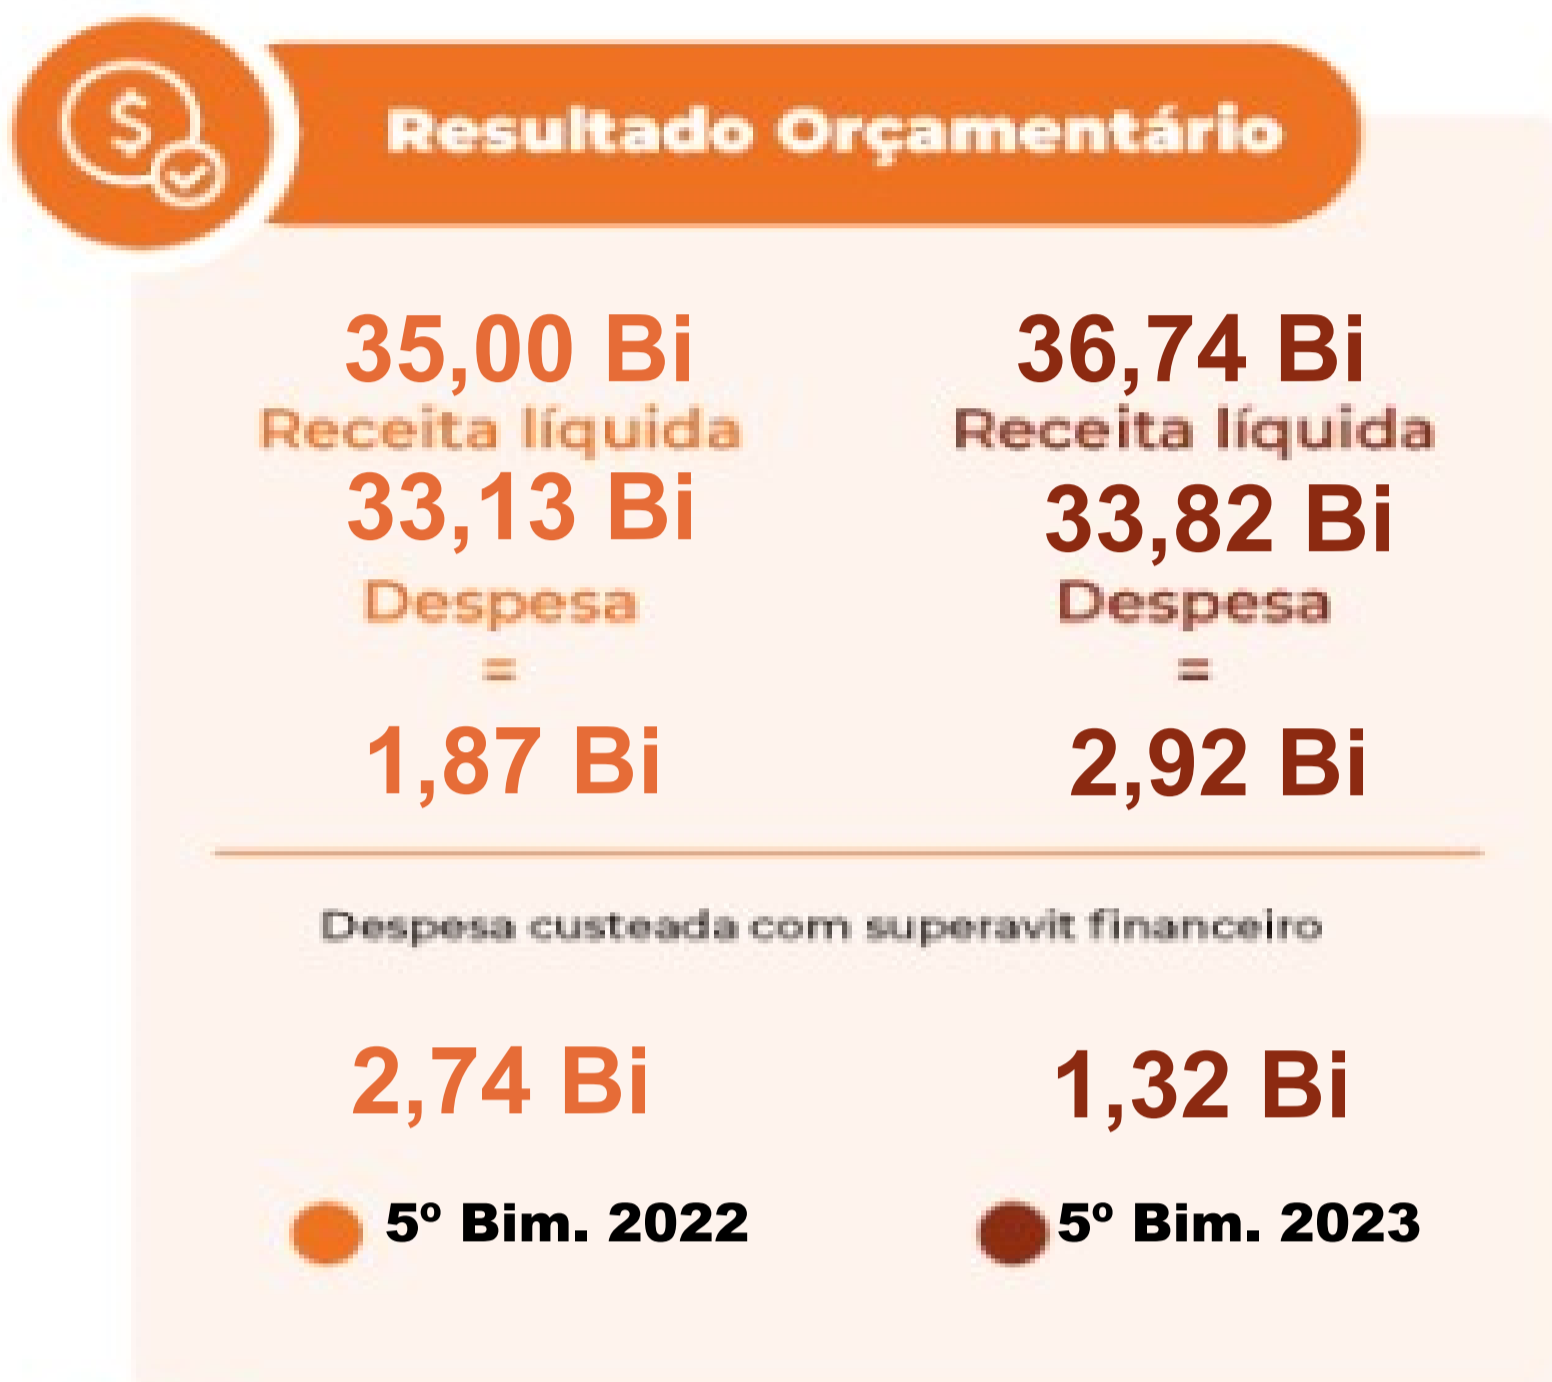 Resultado Orçamentário
35,00 Bi 36,74 Bi
Receita líquida Receita líquida
33,13 Bi 33,82 Bi
Despesa Despesa
= =
1,87 Bi 2,92 Bi
Despesa custeada com superavit financeiro
2,74 Bi 1,32 Bi
5º Bim. 2022 5º Bim. 2023